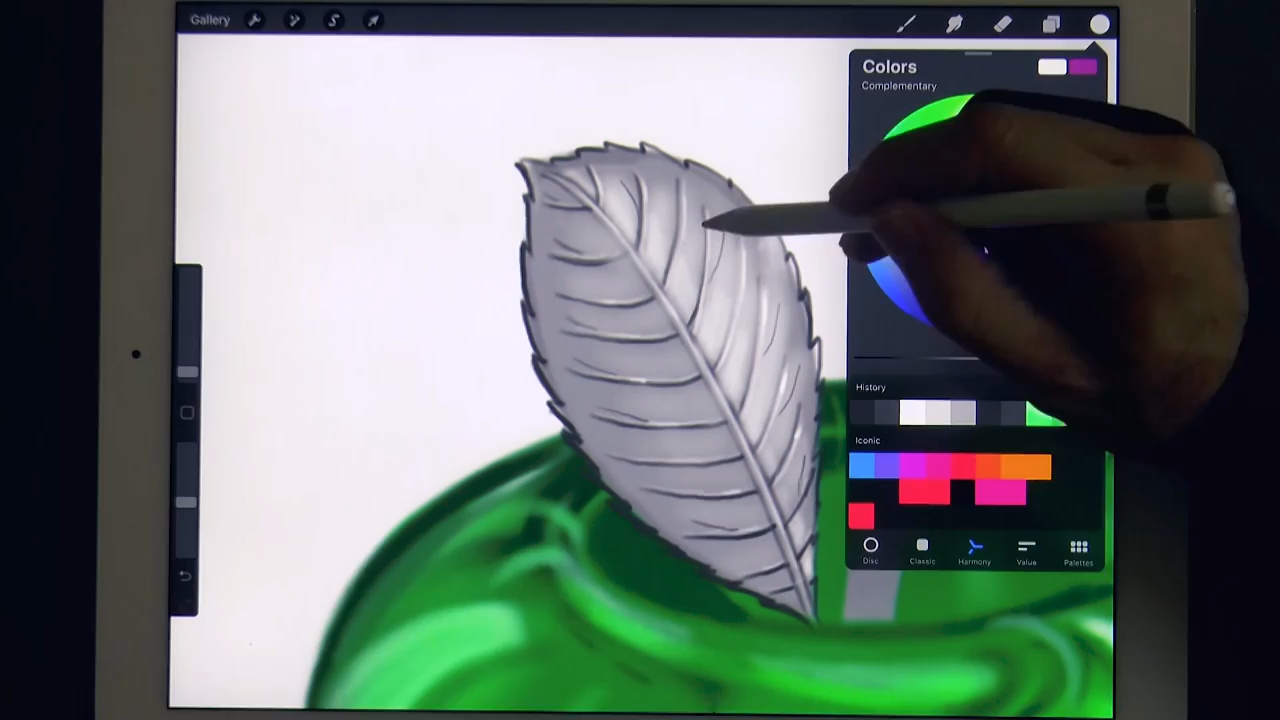 Gallery
Colors
Complementary
History
Iconic
Disc Classic Harmony Value Palettes